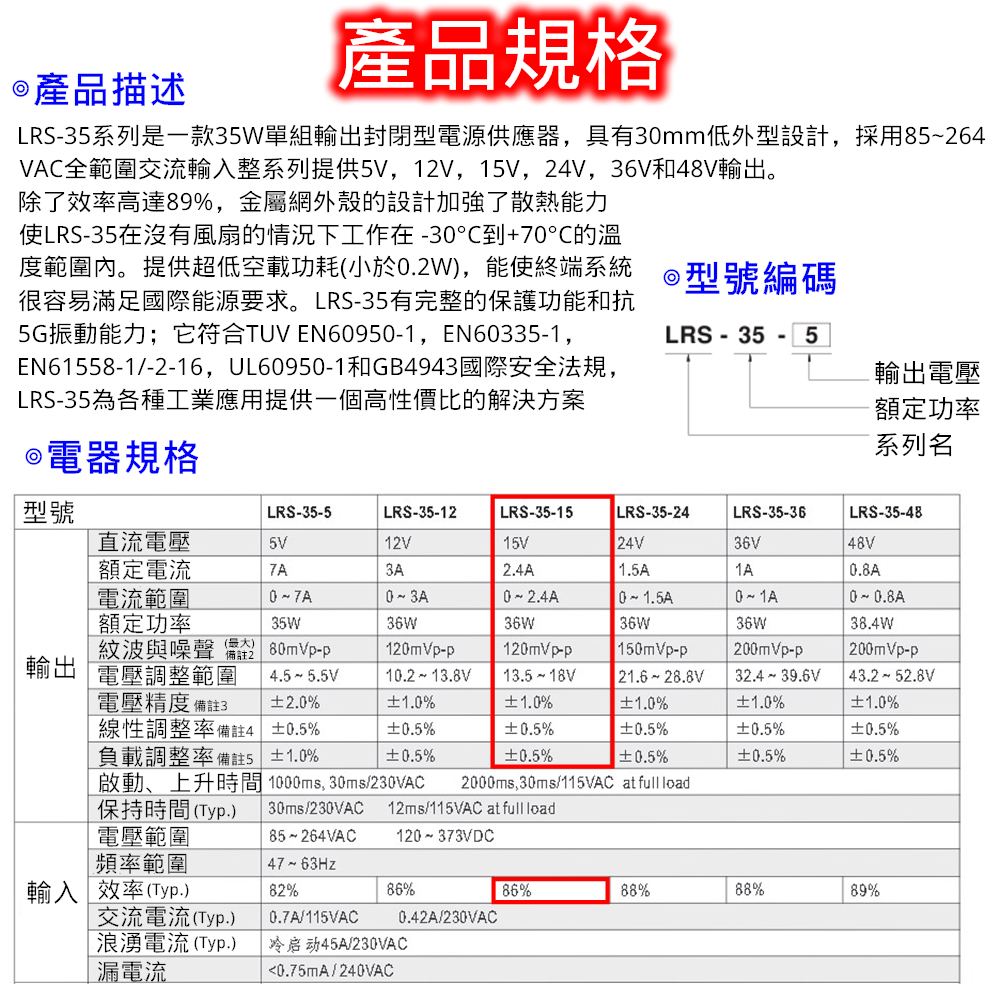 產品規格
◎產品描述
LRS-35系列是一款35W單組輸出封閉型電源供應器，具有30mm低外型設計，採用85~264
VAC全範圍交流輸入整系列提供5V，12V，15V，24V，36V和48V輸出。
除了效率高達89%，金屬網外殼的設計加強了散熱能力
使LRS-35在沒有風扇的情況下工作在 -30°C到+70°C的溫
度範圍內。提供超低空載功耗(小於0.2W)，能使終端系統
很容易滿足國際能源要求。LRS-35有完整的保護功能和抗
5G振動能力；它符合TUV EN60950-1，EN60335-1，
EN61558-1/-2-16，UL60950-1和GB4943國際安全法規，
LRS-35為各種工業應用提供一個高性價比的解決方案
◎型號編碼
LRS - 35 - 5
輸出電壓
額定功率
系列名
◎電器規格
型號 LRS-35-5 LRS-35-12 LRS-35-15 LRS-35-24 LRS-35-36 LRS-35-48
輸出
直流電壓 5V 12V 15V 24V 36V 48V
額定電流 7A 3A 2.4A 1.5A 1A 0.8A
電流範圍 0 ~ 7A 0 ~ 3A 0 ~ 2.4A 0 ~ 1.5A 0 ~ 1A 0 ~ 0.8A
額定功率 35W 36W 36W 36W 36W 38.4W
紋波與噪聲 (最大) 備註2 80mVp-p 120mVp-p 120mVp-p 150mVp-p 200mVp-p 200mVp-p
電壓調整範圍 4.5 ~ 5.5V 10.2 ~ 13.8V 13.5 ~ 18V 21.6 ~ 28.8V 32.4 ~ 39.6V 43.2 ~ 52.8V
電壓精度 備註3 ±2.0% ±1.0% ±1.0% ±1.0% ±1.0% ±1.0%
線性調整率 備註4 ±0.5% ±0.5% ±0.5% ±0.5% ±0.5% ±0.5%
負載調整率 備註5 ±1.0% ±0.5% ±0.5% ±0.5% ±0.5% ±0.5%
啟動、上升時間 1000ms, 30ms/230VAC 2000ms,30ms/115VAC at full load
保持時間 (Typ.) 30ms/230VAC 12ms/115VAC at full load
輸入
電壓範圍 85 ~ 264VAC 120 ~ 373VDC
頻率範圍 47 ~ 63Hz
效率 (Typ.) 82% 86% 86% 88% 88% 89%
交流電流 (Typ.) 0.7A/115VAC 0.42A/230VAC
浪湧電流 (Typ.) 冷启动45A/230VAC
漏電流 <0.75mA / 240VAC